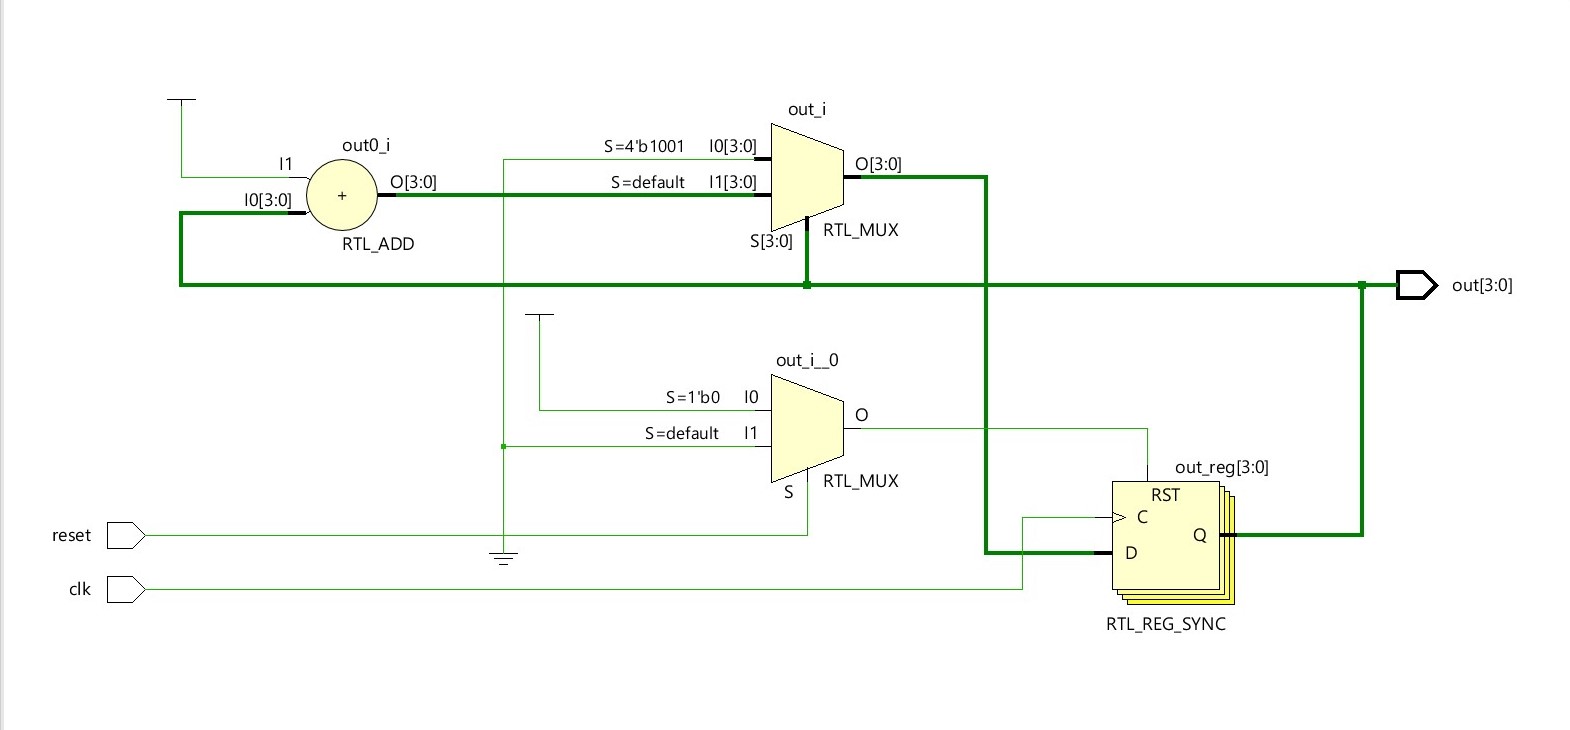 out_i
out0_i
S=4'b1001 I0[3:0]
I1
O[3:0]
O[3:0]
S=default I1[3:0]
I0[3:0]
+
RTL_ADD
S[3:0]
RTL_MUX
out[3:0]
out_i__0
S=1'b0 I0
O
S=default I1
S
RTL_MUX
out_reg[3:0]
RST
C
Q
D
reset
clk
RTL_REG_SYNC